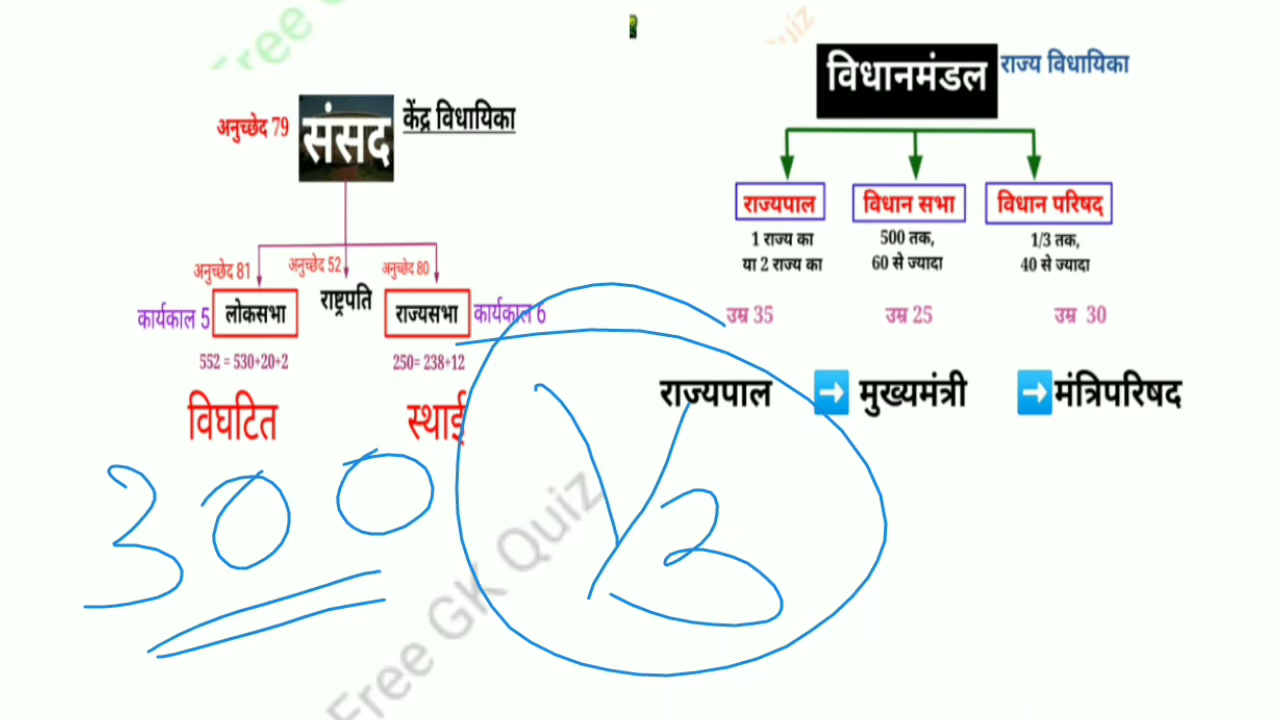 Free GK Quiz
अनुच्छेद 79
संसद
केंद्र विधायिका
अनुच्छेद 81
अनुच्छेद 52
अनुच्छेद 80
कार्यकाल 5
लोकसभा
राष्ट्रपति
राज्यसभा
कार्यकाल 6
552 = 530+20+2
250= 238+12
विघटित
स्थाई
300
1/3
विधानमंडल
राज्य विधायिका
राज्यपाल
विधान सभा
विधान परिषद
1 राज्य का
या 2 राज्य का
500 तक,
60 से ज्यादा
1/3 तक,
40 से ज्यादा
उम्र 35
उम्र 25
उम्र 30
राज्यपाल ➡ मुख्यमंत्री ➡ मंत्रिपरिषद